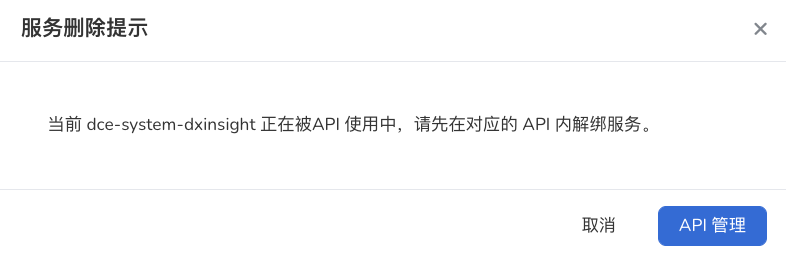 服务删除提示
当前 dce-system-dxinsight 正在被API 使用中，请先在对应的 API 内解绑服务。
取消
API 管理